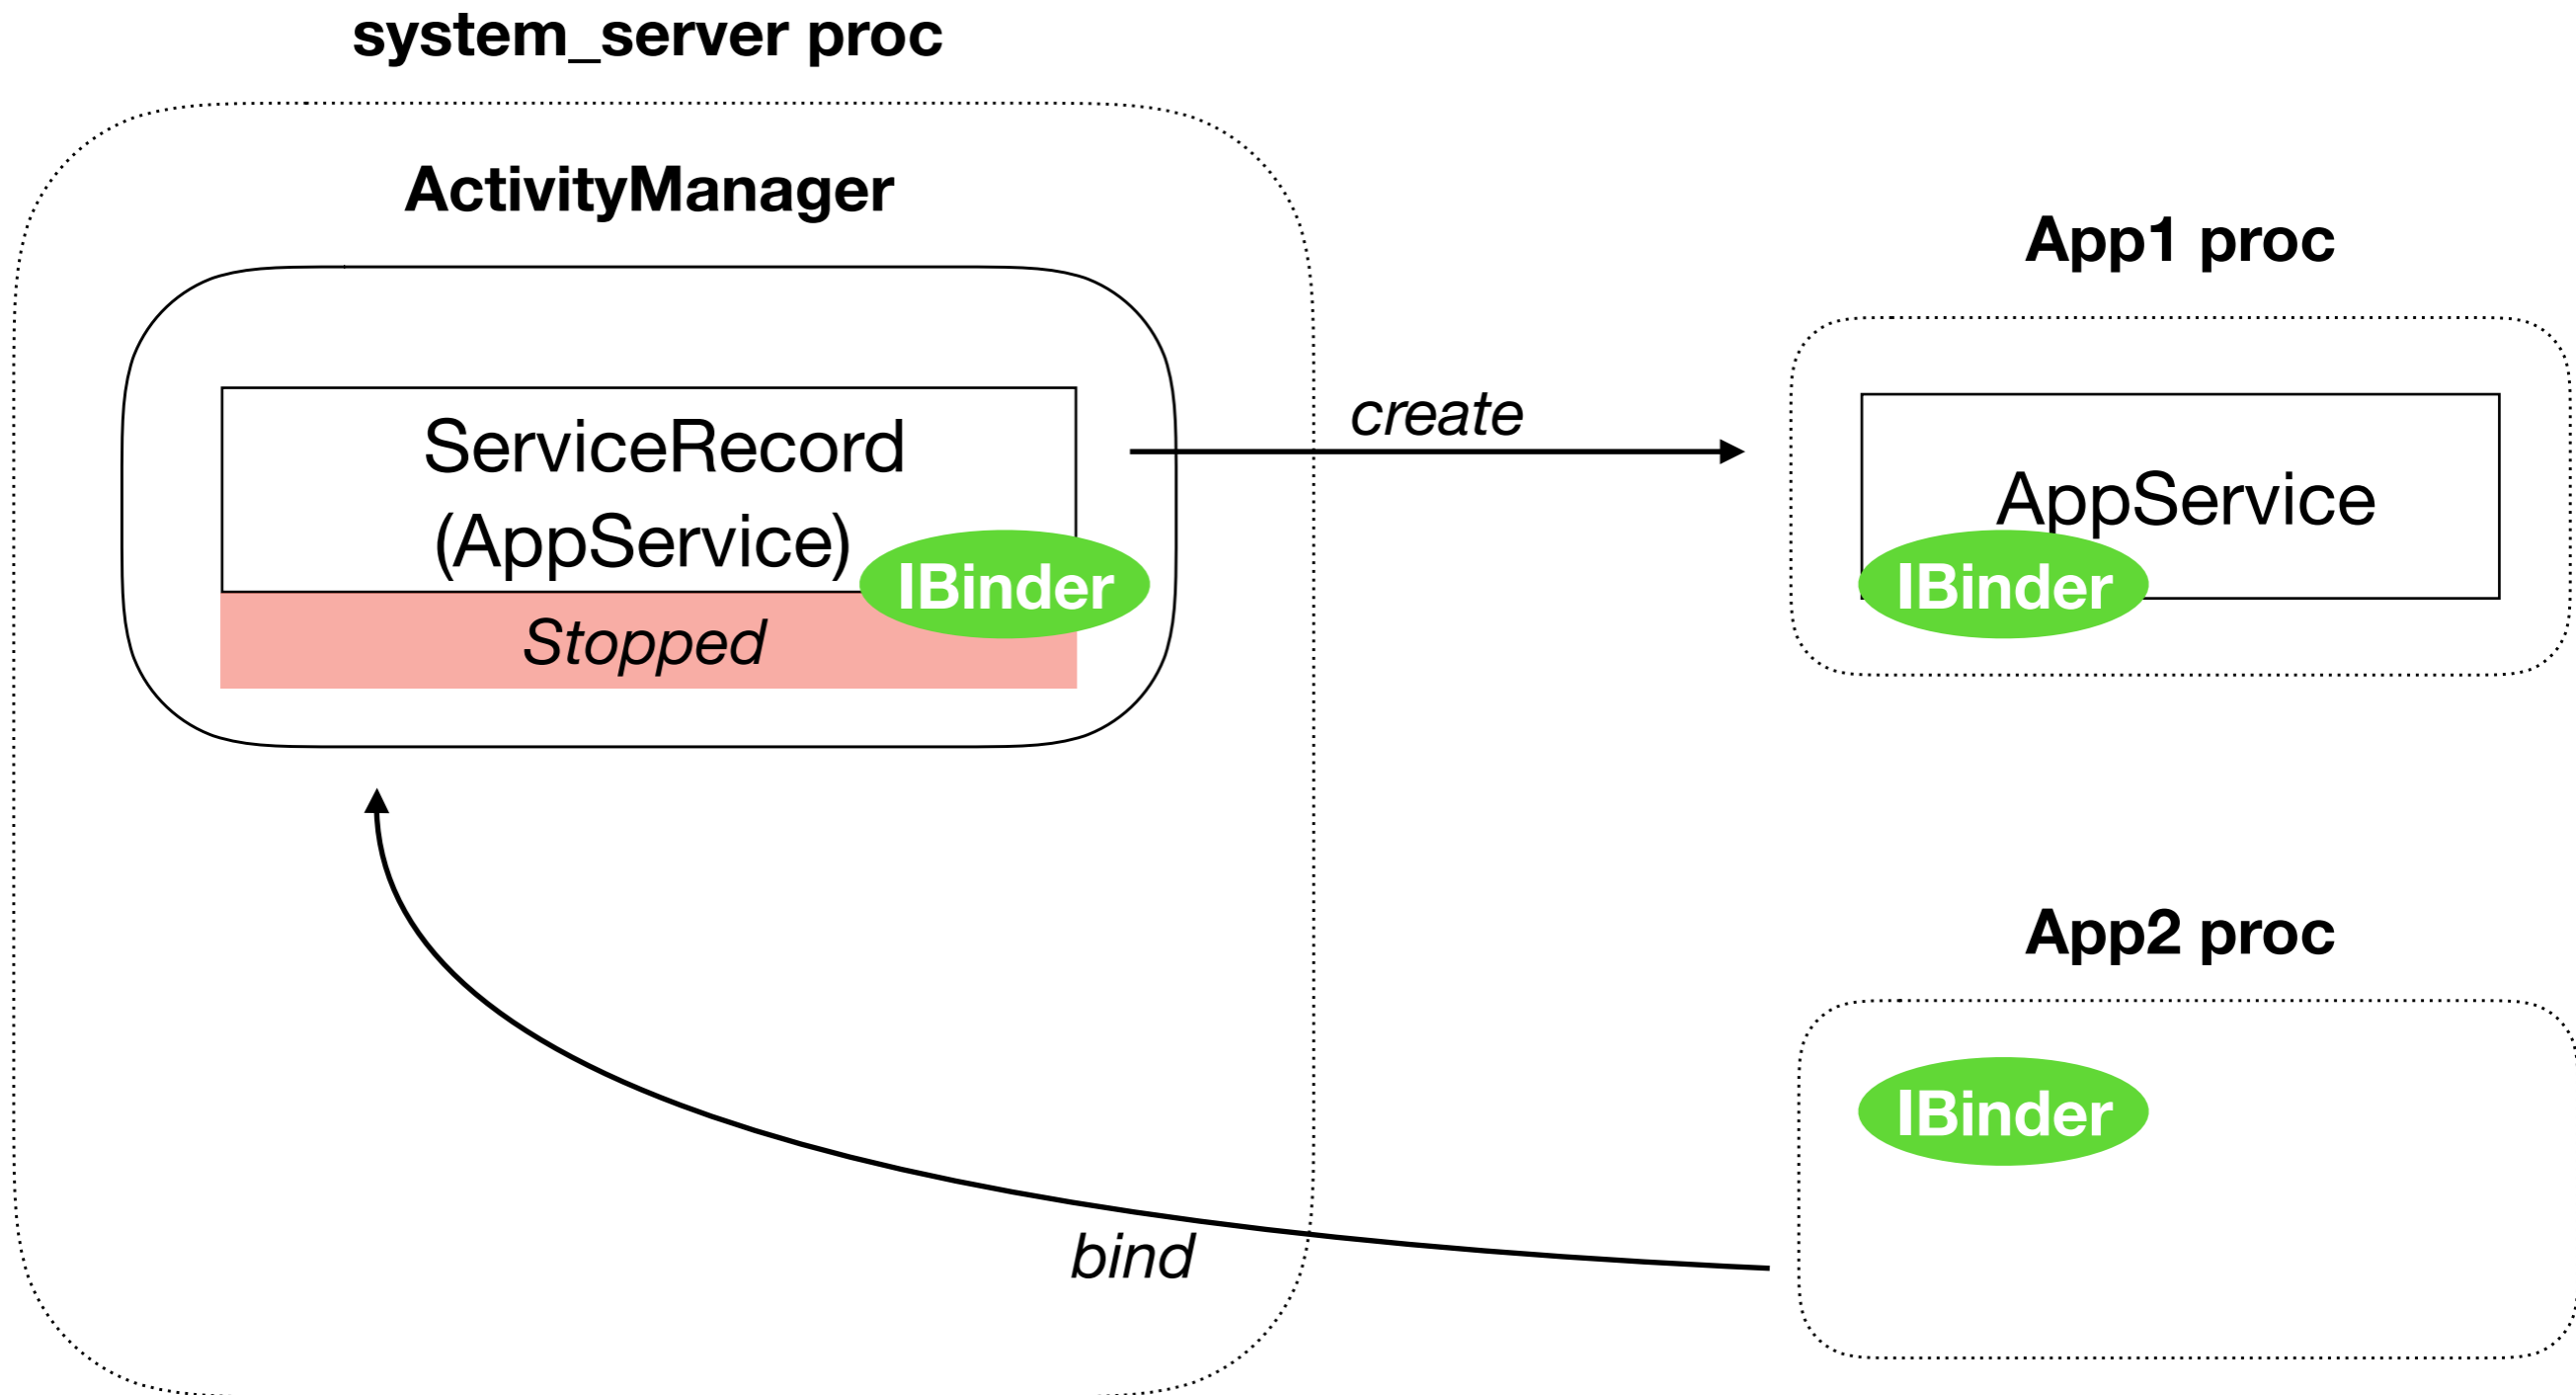 system_server proc
ActivityManager
ServiceRecord
(AppService)
IBinder
Stopped
create
App1 proc
AppService
IBinder
App2 proc
IBinder
bind